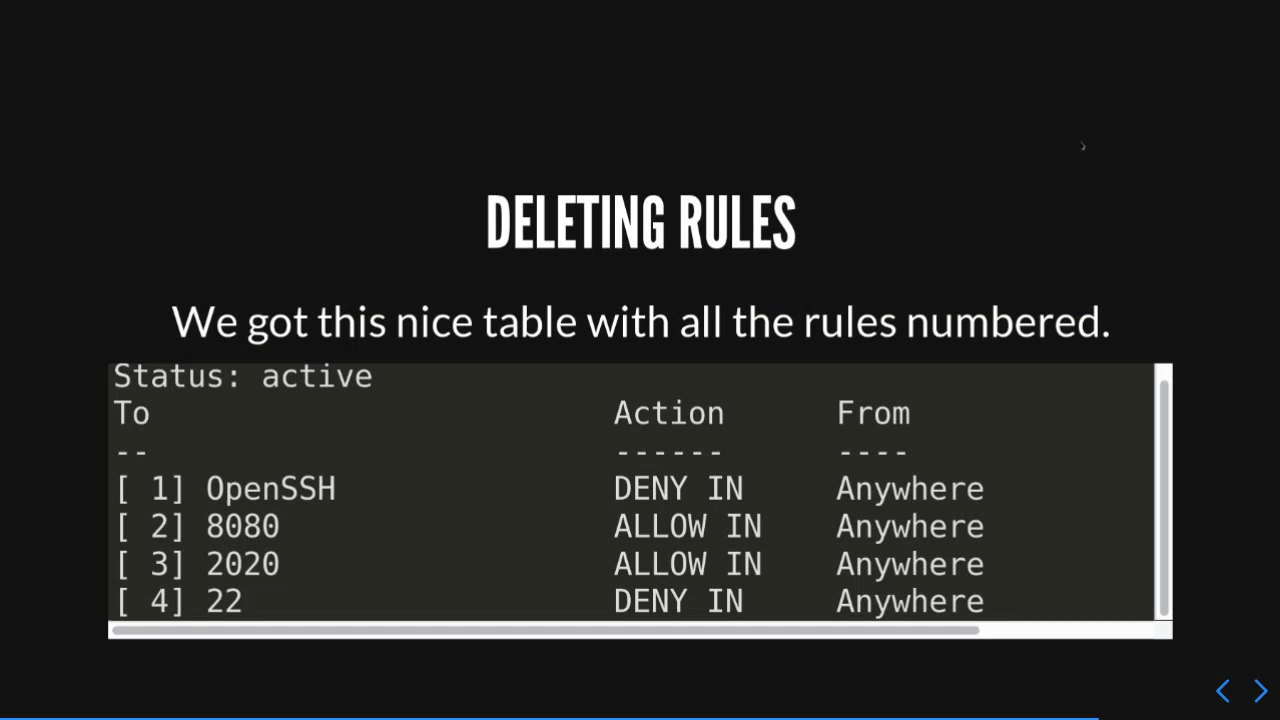 DELETING RULES
We got this nice table with all the rules numbered.
Status: active
To Action From
-- ------ ----
[ 1] OpenSSH DENY IN Anywhere
[ 2] 8080 ALLOW IN Anywhere
[ 3] 2020 ALLOW IN Anywhere
[ 4] 22 DENY IN Anywhere